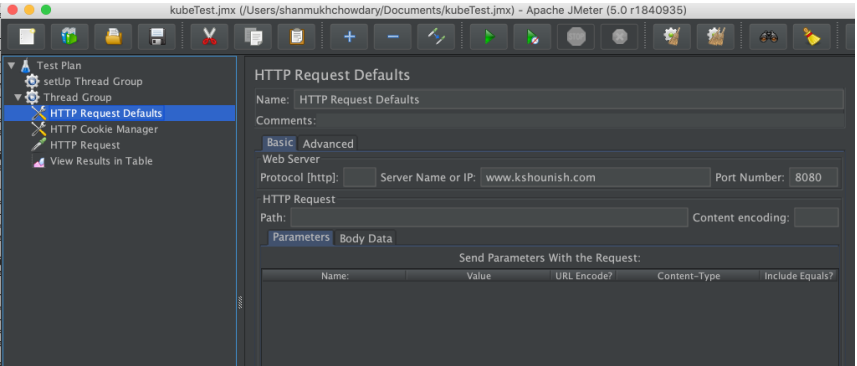 kubeTest.jmx (/Users/shanmukhchowdary/Documents/kubeTest.jmx) - Apache JMeter (5.0 r1840935)
Test Plan
setUp Thread Group
Thread Group
HTTP Request Defaults
HTTP Cookie Manager
HTTP Request
View Results in Table
HTTP Request Defaults
Name: HTTP Request Defaults
Comments:
Basic Advanced
Web Server
Protocol [http]: Server Name or IP: www.kshounish.com Port Number: 8080
HTTP Request
Path: Content encoding:
Parameters Body Data
Send Parameters With the Request:
Name: Value URL Encode? Content-Type Include Equals?